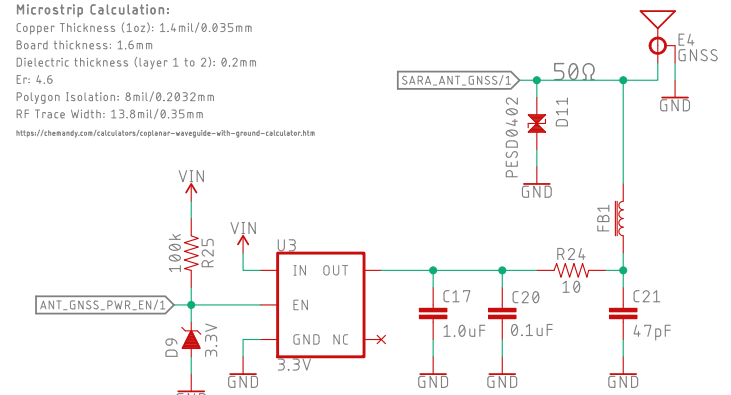 Microstrip Calculation:
Copper Thickness (1oz): 1.4mil/0.035mm
Board thickness: 1.6mm
Dielectric thickness (layer 1 to 2): 0.2mm
Er: 4.6
Polygon Isolation: 8mil/0.2032mm
RF Trace Width: 13.8mil/0.35mm
https://chemandy.com/calculators/coplanar-waveguide-with-ground-calculator.htm
E4
GNSS
GND
SARA_ANT_GNSS/1
50Ω
PESD0402
D11
GND
VIN
100k
R25
VIN
U3
IN OUT
EN
GND NC
3.3V
GND
ANT_GNSS_PWR_EN/1
D9
3.3V
GND
FB1
R24
10
C17
1.0uF
GND
C20
0.1uF
GND
C21
47pF
GND